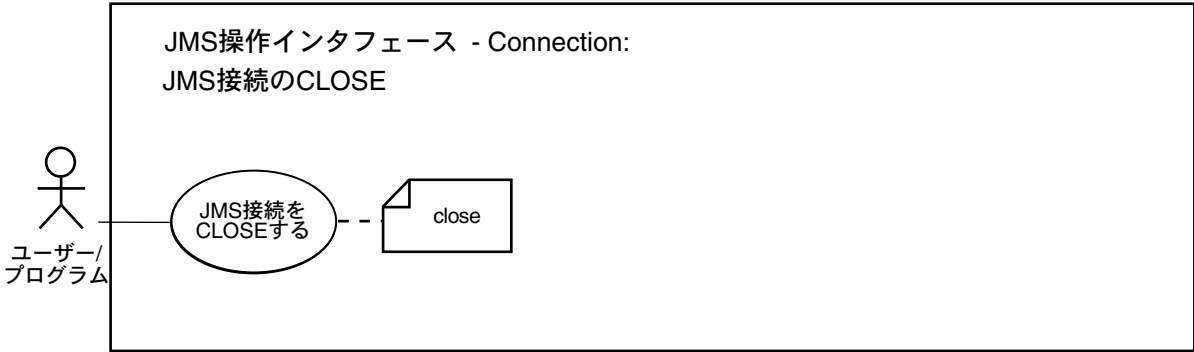 JMS操作インタフェース - Connection:
JMS接続のCLOSE
JMS接続を
CLOSEする
close
ユーザー/
プログラム